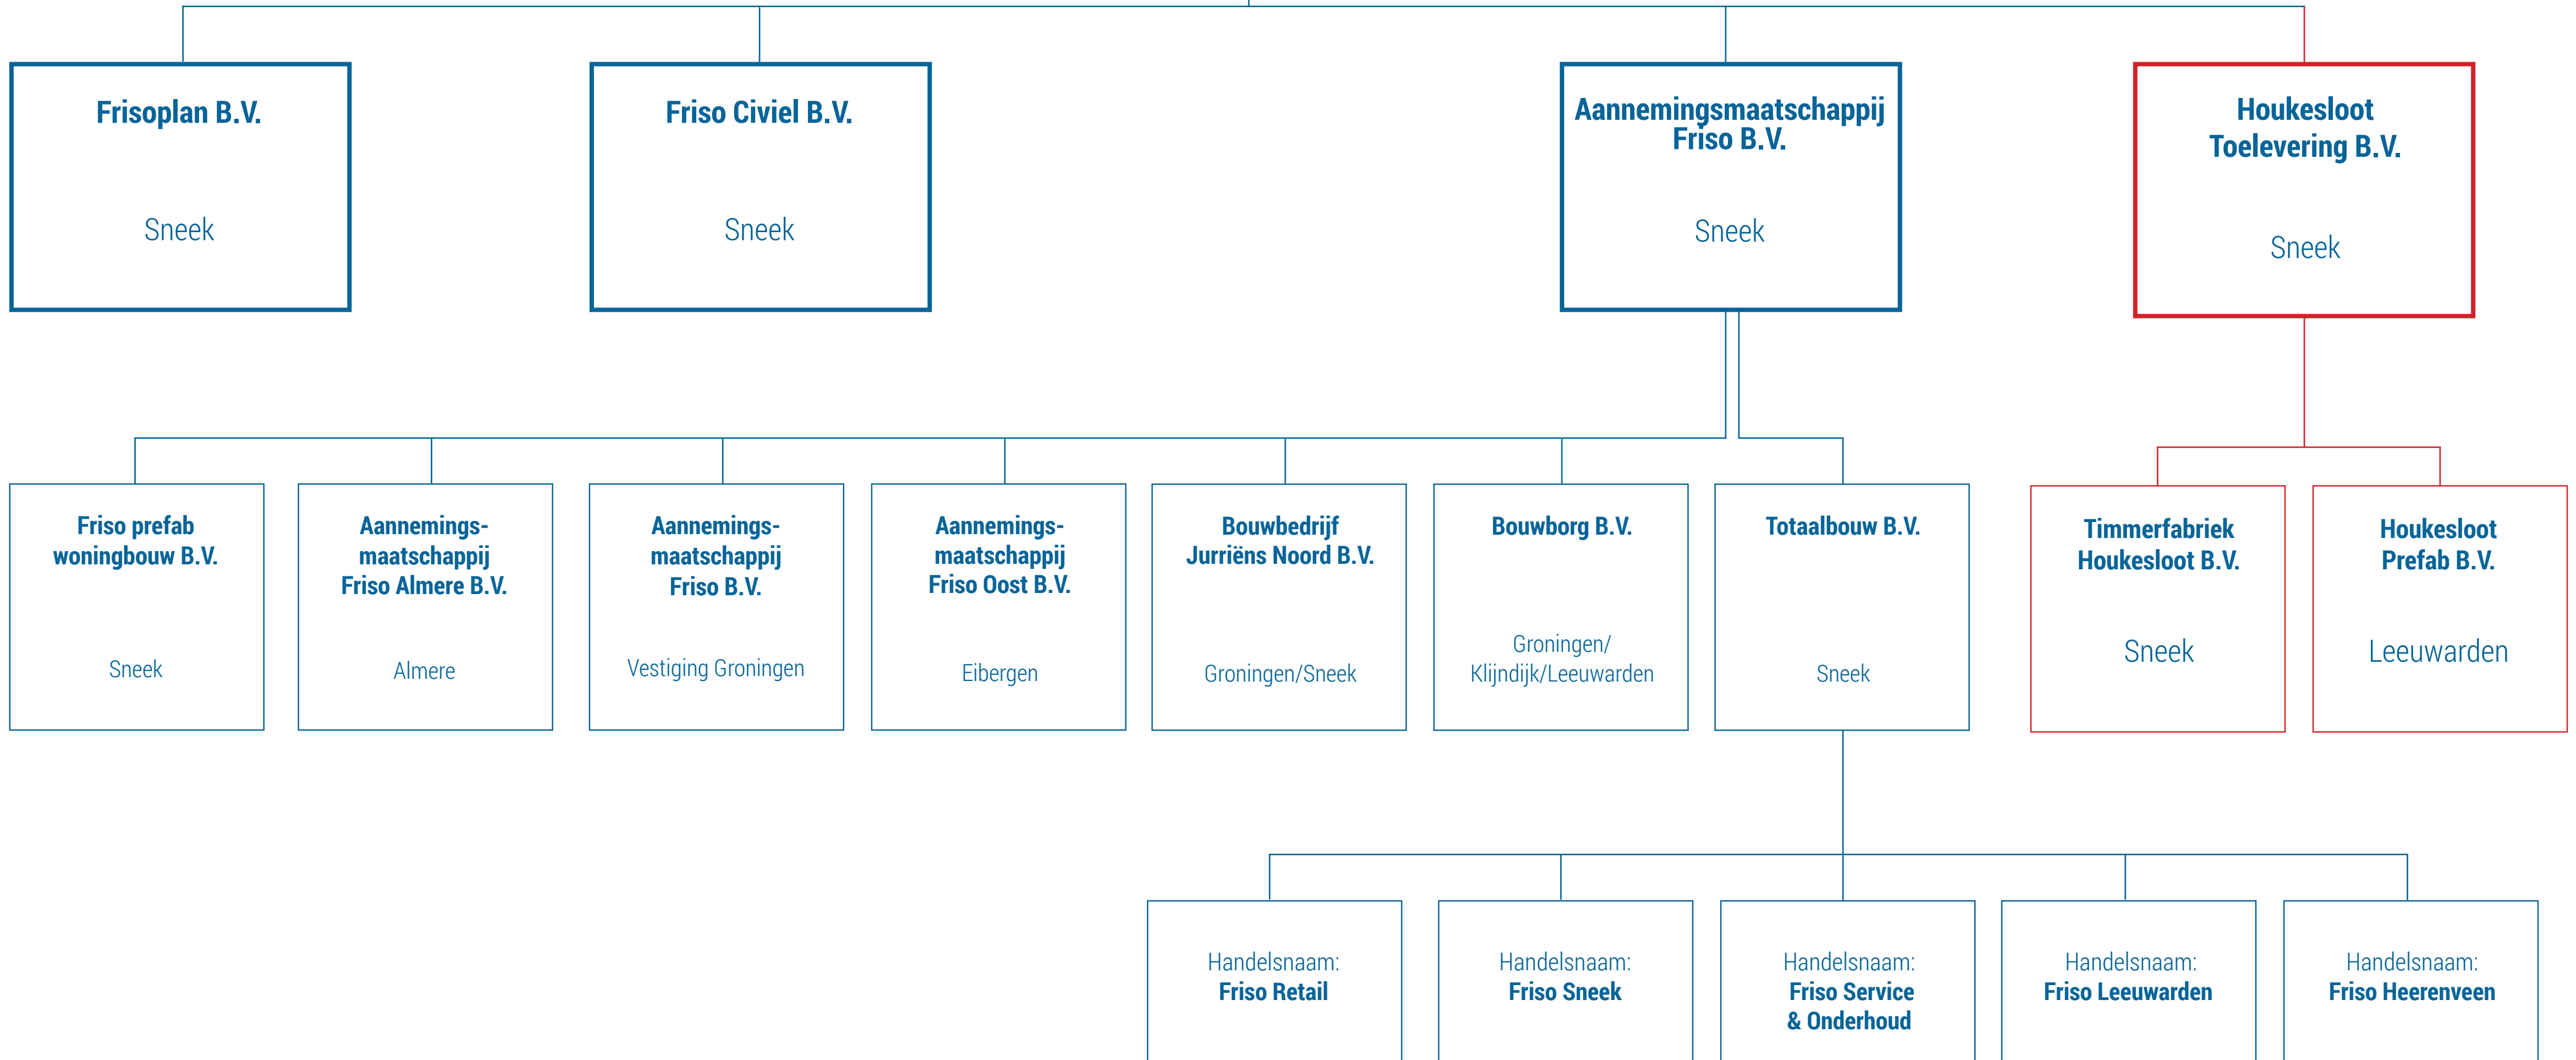 Frisoplan B.V.
Sneek
Friso Civiel B.V.
Sneek
Aannemingsmaatschappij
Friso B.V.
Sneek
Houkesloot
Toelevering B.V.
Sneek
Friso prefab
woningbouw B.V.
Sneek
Aannemings-
maatschappij
Friso Almere B.V.
Almere
Aannemings-
maatschappij
Friso B.V.
Vestiging Groningen
Aannemings-
maatschappij
Friso Oost B.V.
Eibergen
Bouwbedrijf
Jurriëns Noord B.V.
Groningen/Sneek
Bouwborg B.V.
Groningen/
Klijndijk/Leeuwarden
Totaalbouw B.V.
Sneek
Timmerfabriek
Houkesloot B.V.
Sneek
Houkesloot
Prefab B.V.
Leeuwarden
Handelsnaam:
Friso Retail
Handelsnaam:
Friso Sneek
Handelsnaam:
Friso Service
& Onderhoud
Handelsnaam:
Friso Leeuwarden
Handelsnaam:
Friso Heerenveen